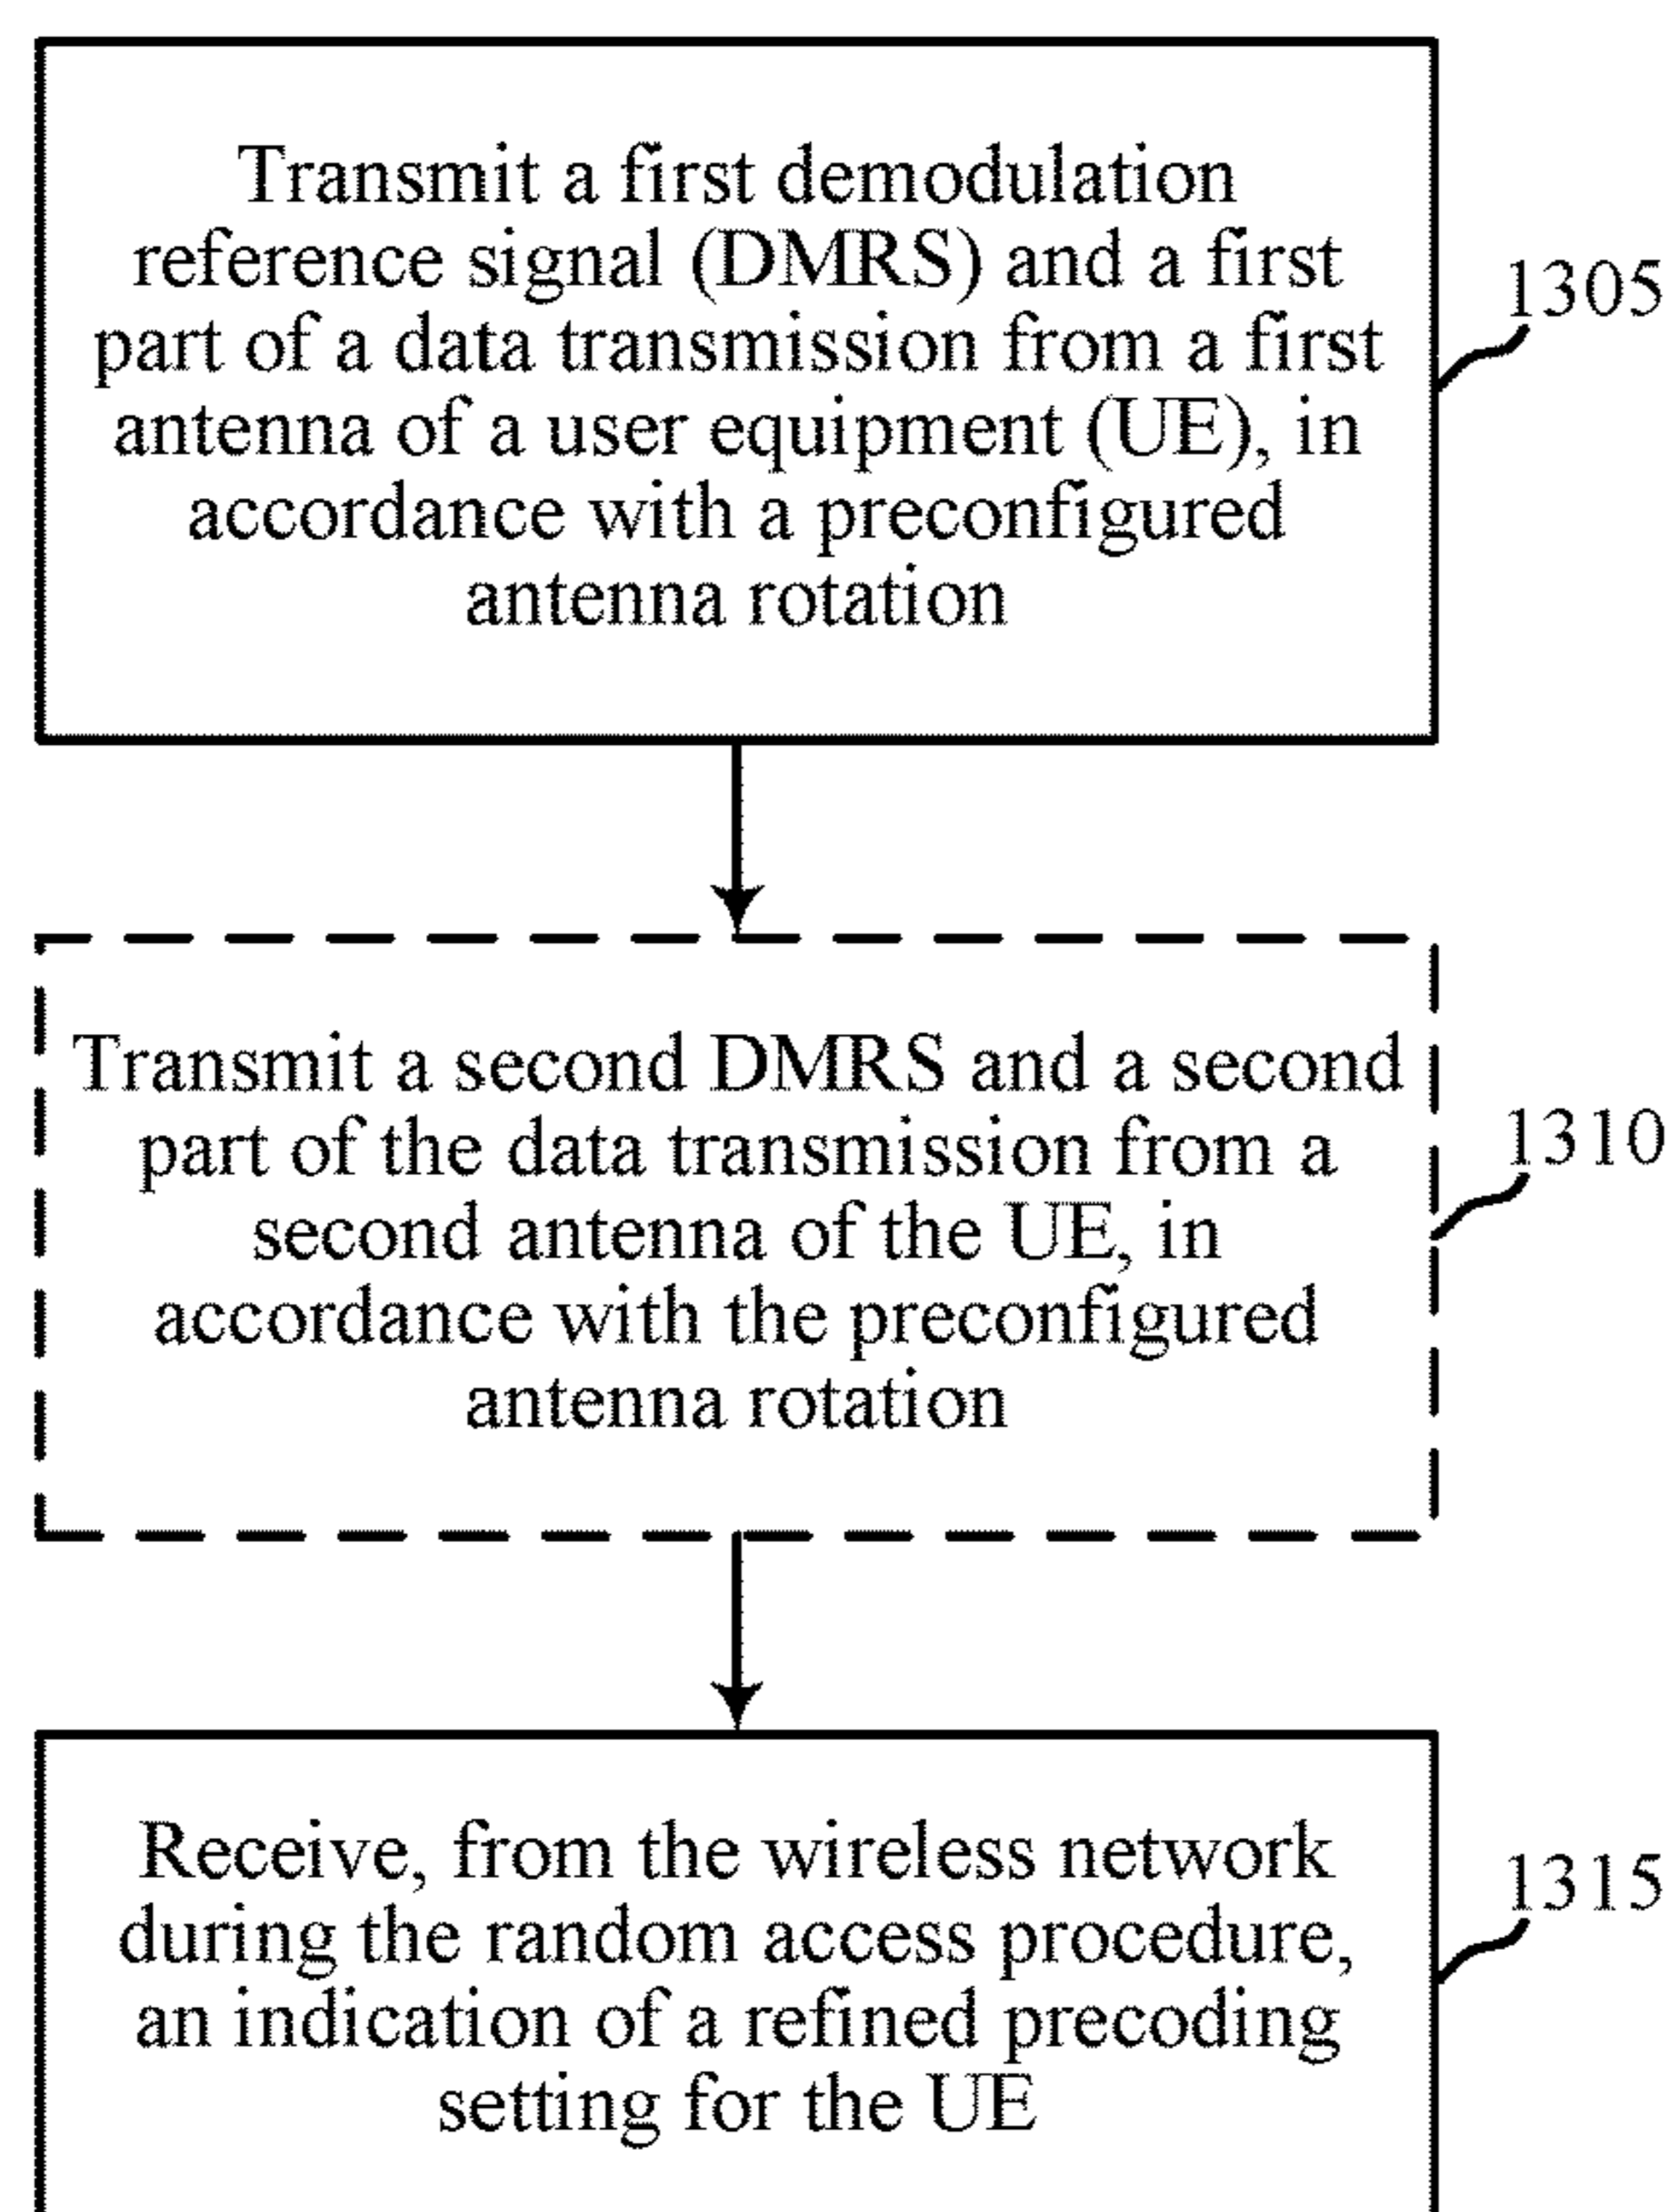 Transmit a first demodulation
reference signal (DMRS) and a first
part of a data transmission from a first
antenna of a user equipment (UE), in
accordance with a preconfigured
antenna rotation
1305
Transmit a second DMRS and a second
part of the data transmission from a
second antenna of the UE, in
accordance with the preconfigured
antenna rotation
1310
Receive, from the wireless network
during the random access procedure,
an indication of a refined precoding
setting for the UE
1315